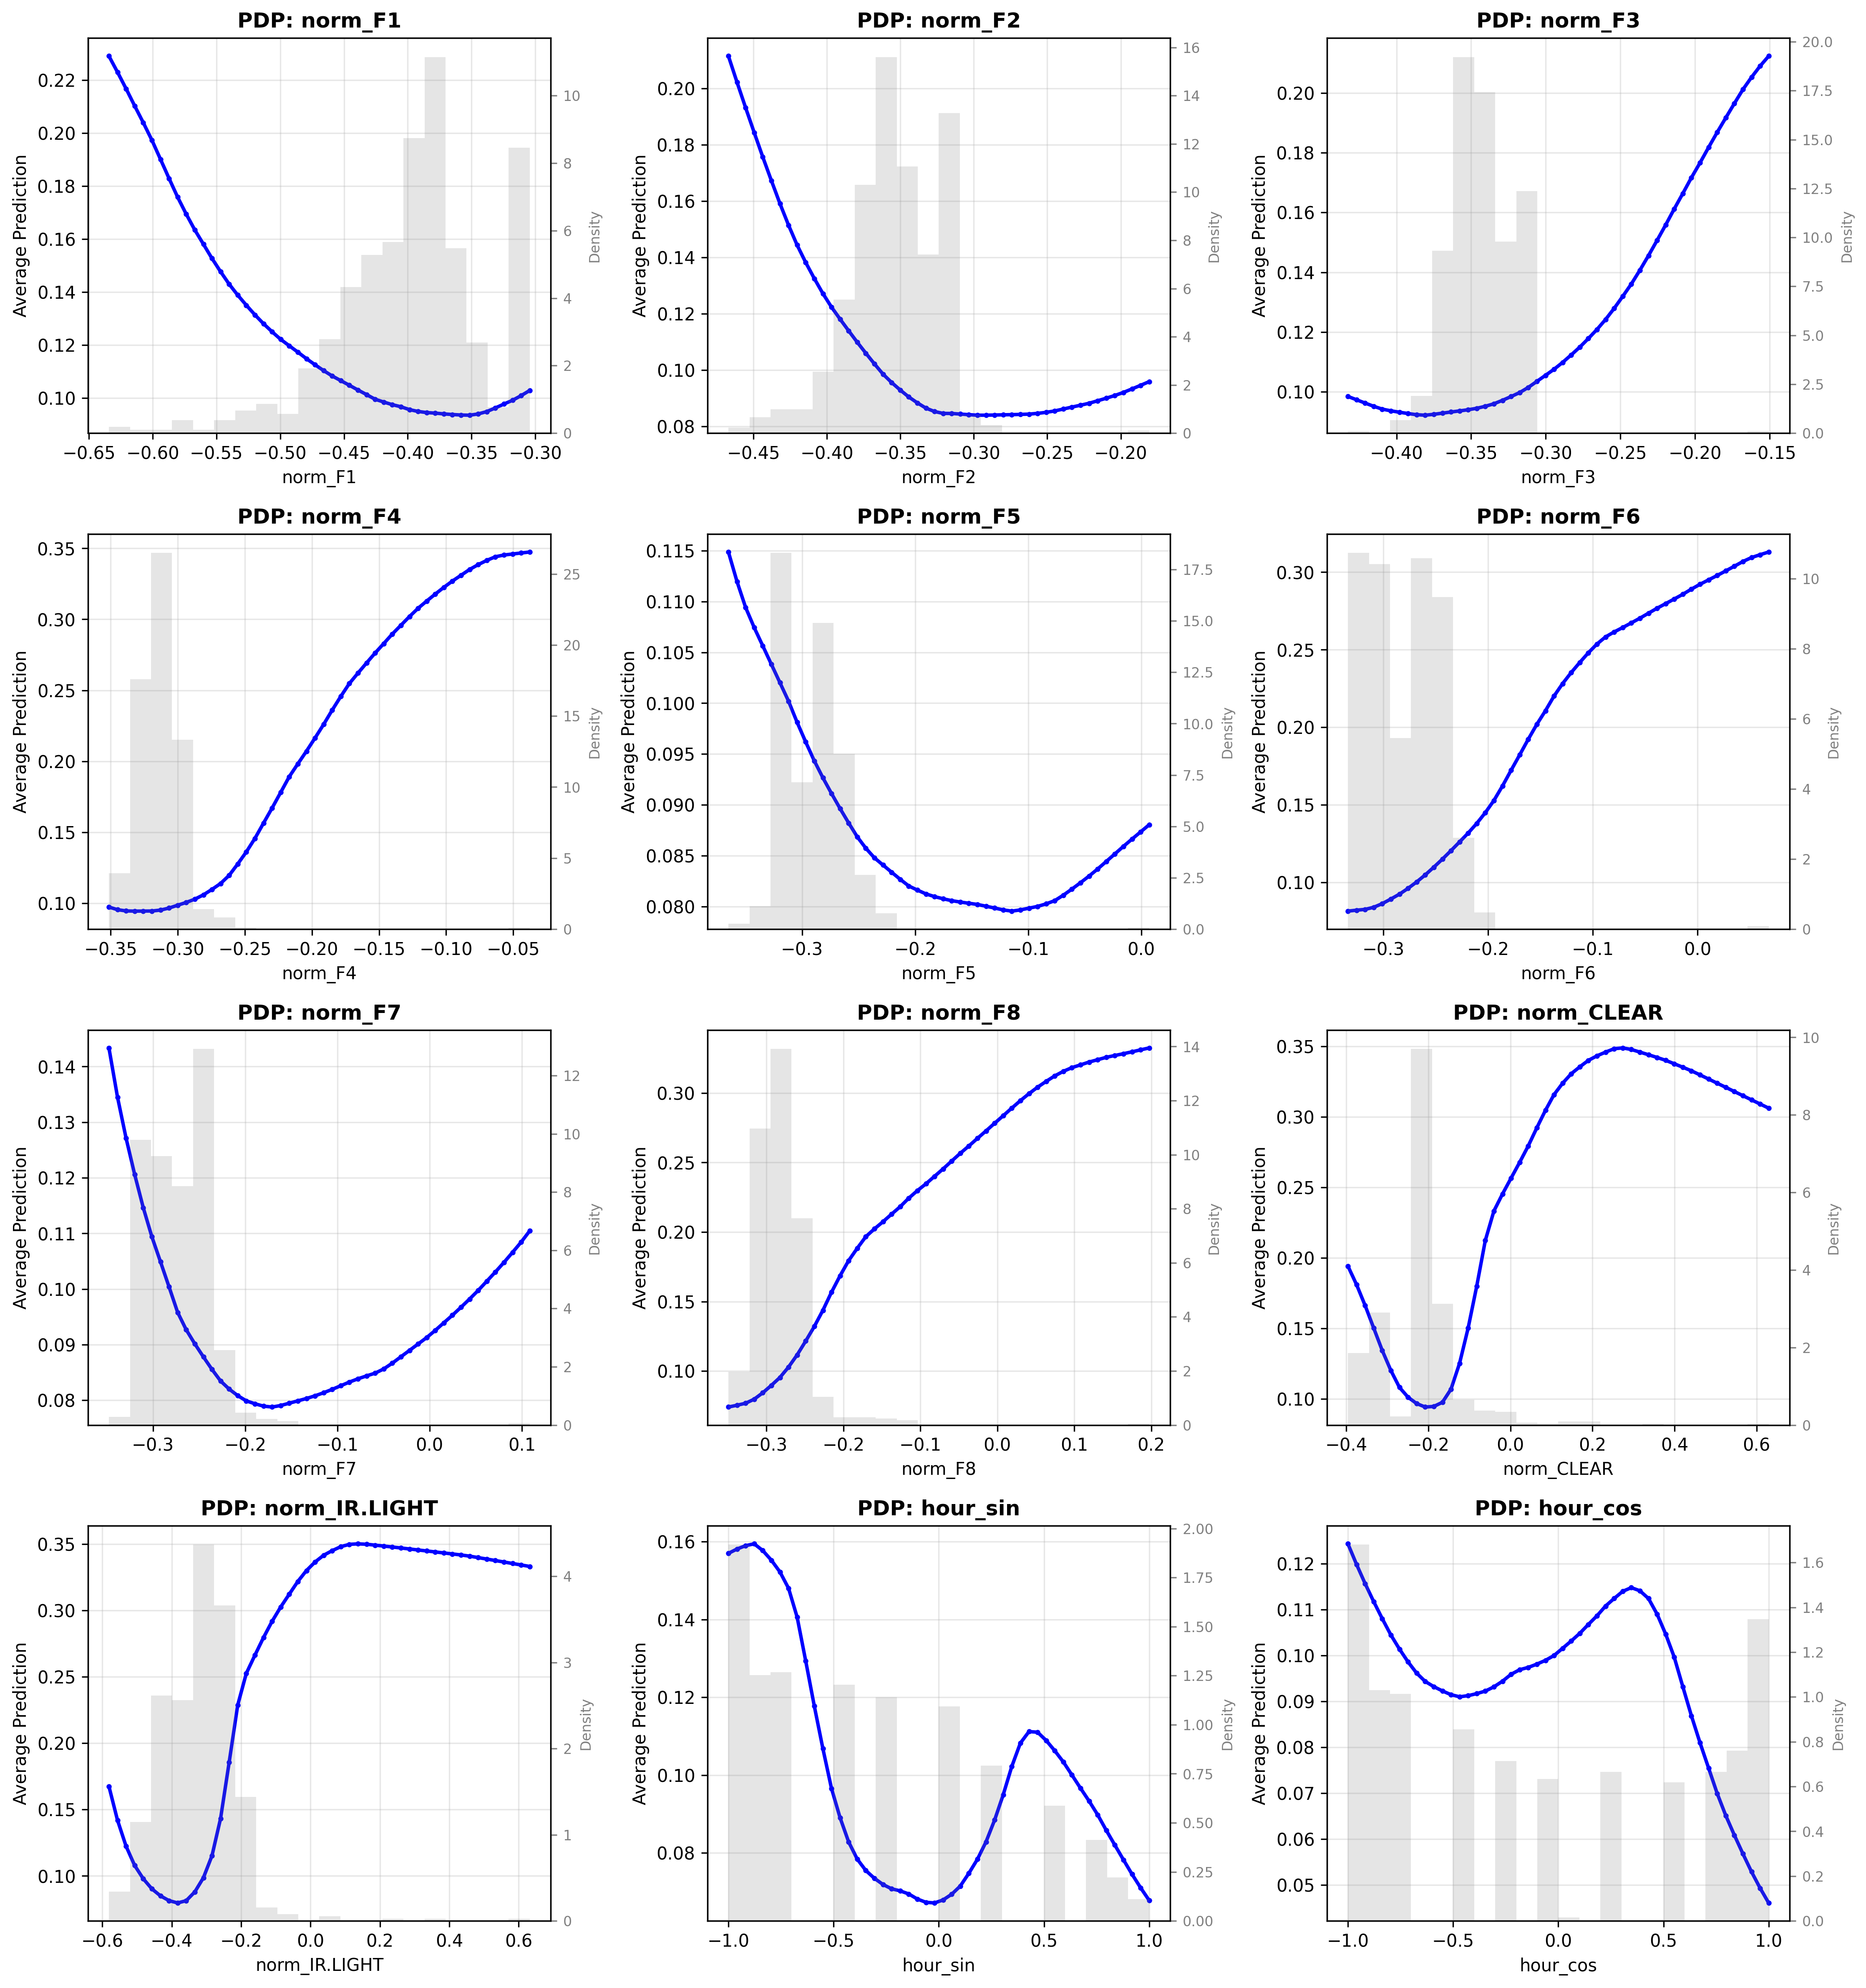 PDP: norm_F1
Average Prediction
0.22
0.20
0.18
0.16
0.14
0.12
0.10
10
8
6
4
2
0
Density
−0.65 −0.60 −0.55 −0.50 −0.45 −0.40 −0.35 −0.30
norm_F1
PDP: norm_F2
Average Prediction
0.20
0.18
0.16
0.14
0.12
0.10
0.08
16
14
12
10
8
6
4
2
0
Density
−0.45 −0.40 −0.35 −0.30 −0.25 −0.20
norm_F2
PDP: norm_F3
Average Prediction
0.20
0.18
0.16
0.14
0.12
0.10
20.0
17.5
15.0
12.5
10.0
7.5
5.0
2.5
0.0
Density
−0.40 −0.35 −0.30 −0.25 −0.20 −0.15
norm_F3
PDP: norm_F4
Average Prediction
0.35
0.30
0.25
0.20
0.15
0.10
25
20
15
10
5
0
Density
−0.35 −0.30 −0.25 −0.20 −0.15 −0.10 −0.05
norm_F4
PDP: norm_F5
Average Prediction
0.115
0.110
0.105
0.100
0.095
0.090
0.085
0.080
17.5
15.0
12.5
10.0
7.5
5.0
2.5
0.0
Density
−0.3 −0.2 −0.1 0.0
norm_F5
PDP: norm_F6
Average Prediction
0.30
0.25
0.20
0.15
0.10
10
8
6
4
2
0
Density
−0.3 −0.2 −0.1 0.0
norm_F6
PDP: norm_F7
Average Prediction
0.14
0.13
0.12
0.11
0.10
0.09
0.08
12
10
8
6
4
2
0
Density
−0.3 −0.2 −0.1 0.0 0.1
norm_F7
PDP: norm_F8
Average Prediction
0.30
0.25
0.20
0.15
0.10
14
12
10
8
6
4
2
0
Density
−0.3 −0.2 −0.1 0.0 0.1 0.2
norm_F8
PDP: norm_CLEAR
Average Prediction
0.35
0.30
0.25
0.20
0.15
0.10
10
8
6
4
2
0
Density
−0.4 −0.2 0.0 0.2 0.4 0.6
norm_CLEAR
PDP: norm_IR.LIGHT
Average Prediction
0.35
0.30
0.25
0.20
0.15
0.10
4
3
2
1
0
Density
−0.6 −0.4 −0.2 0.0 0.2 0.4 0.6
norm_IR.LIGHT
PDP: hour_sin
Average Prediction
0.16
0.14
0.12
0.10
0.08
2.00
1.75
1.50
1.25
1.00
0.75
0.50
0.25
0.00
Density
−1.0 −0.5 0.0 0.5 1.0
hour_sin
PDP: hour_cos
Average Prediction
0.12
0.11
0.10
0.09
0.08
0.07
0.06
0.05
1.6
1.4
1.2
1.0
0.8
0.6
0.4
0.2
0.0
Density
−1.0 −0.5 0.0 0.5 1.0
hour_cos